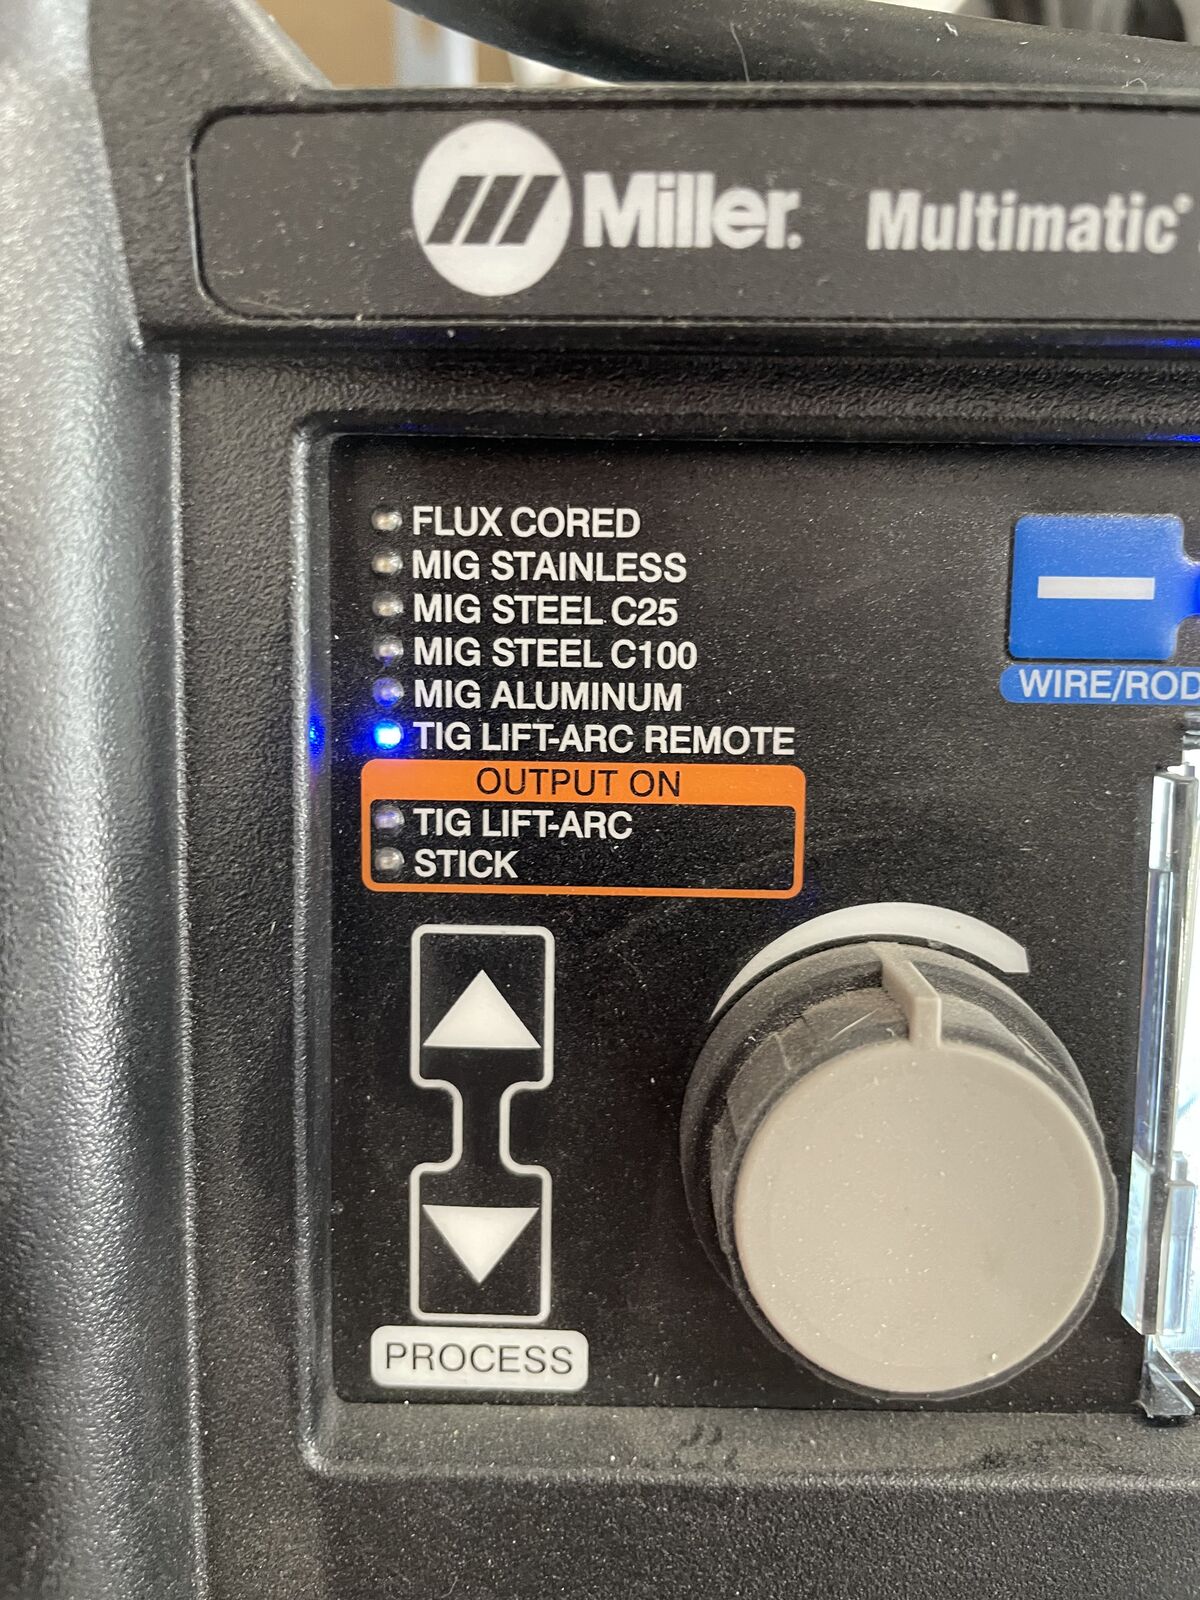 Miller. Multimatic®
FLUX CORED
MIG STAINLESS
MIG STEEL C25
MIG STEEL C100
MIG ALUMINUM
TIG LIFT-ARC REMOTE
OUTPUT ON
TIG LIFT-ARC
STICK
WIRE/ROD
PROCESS